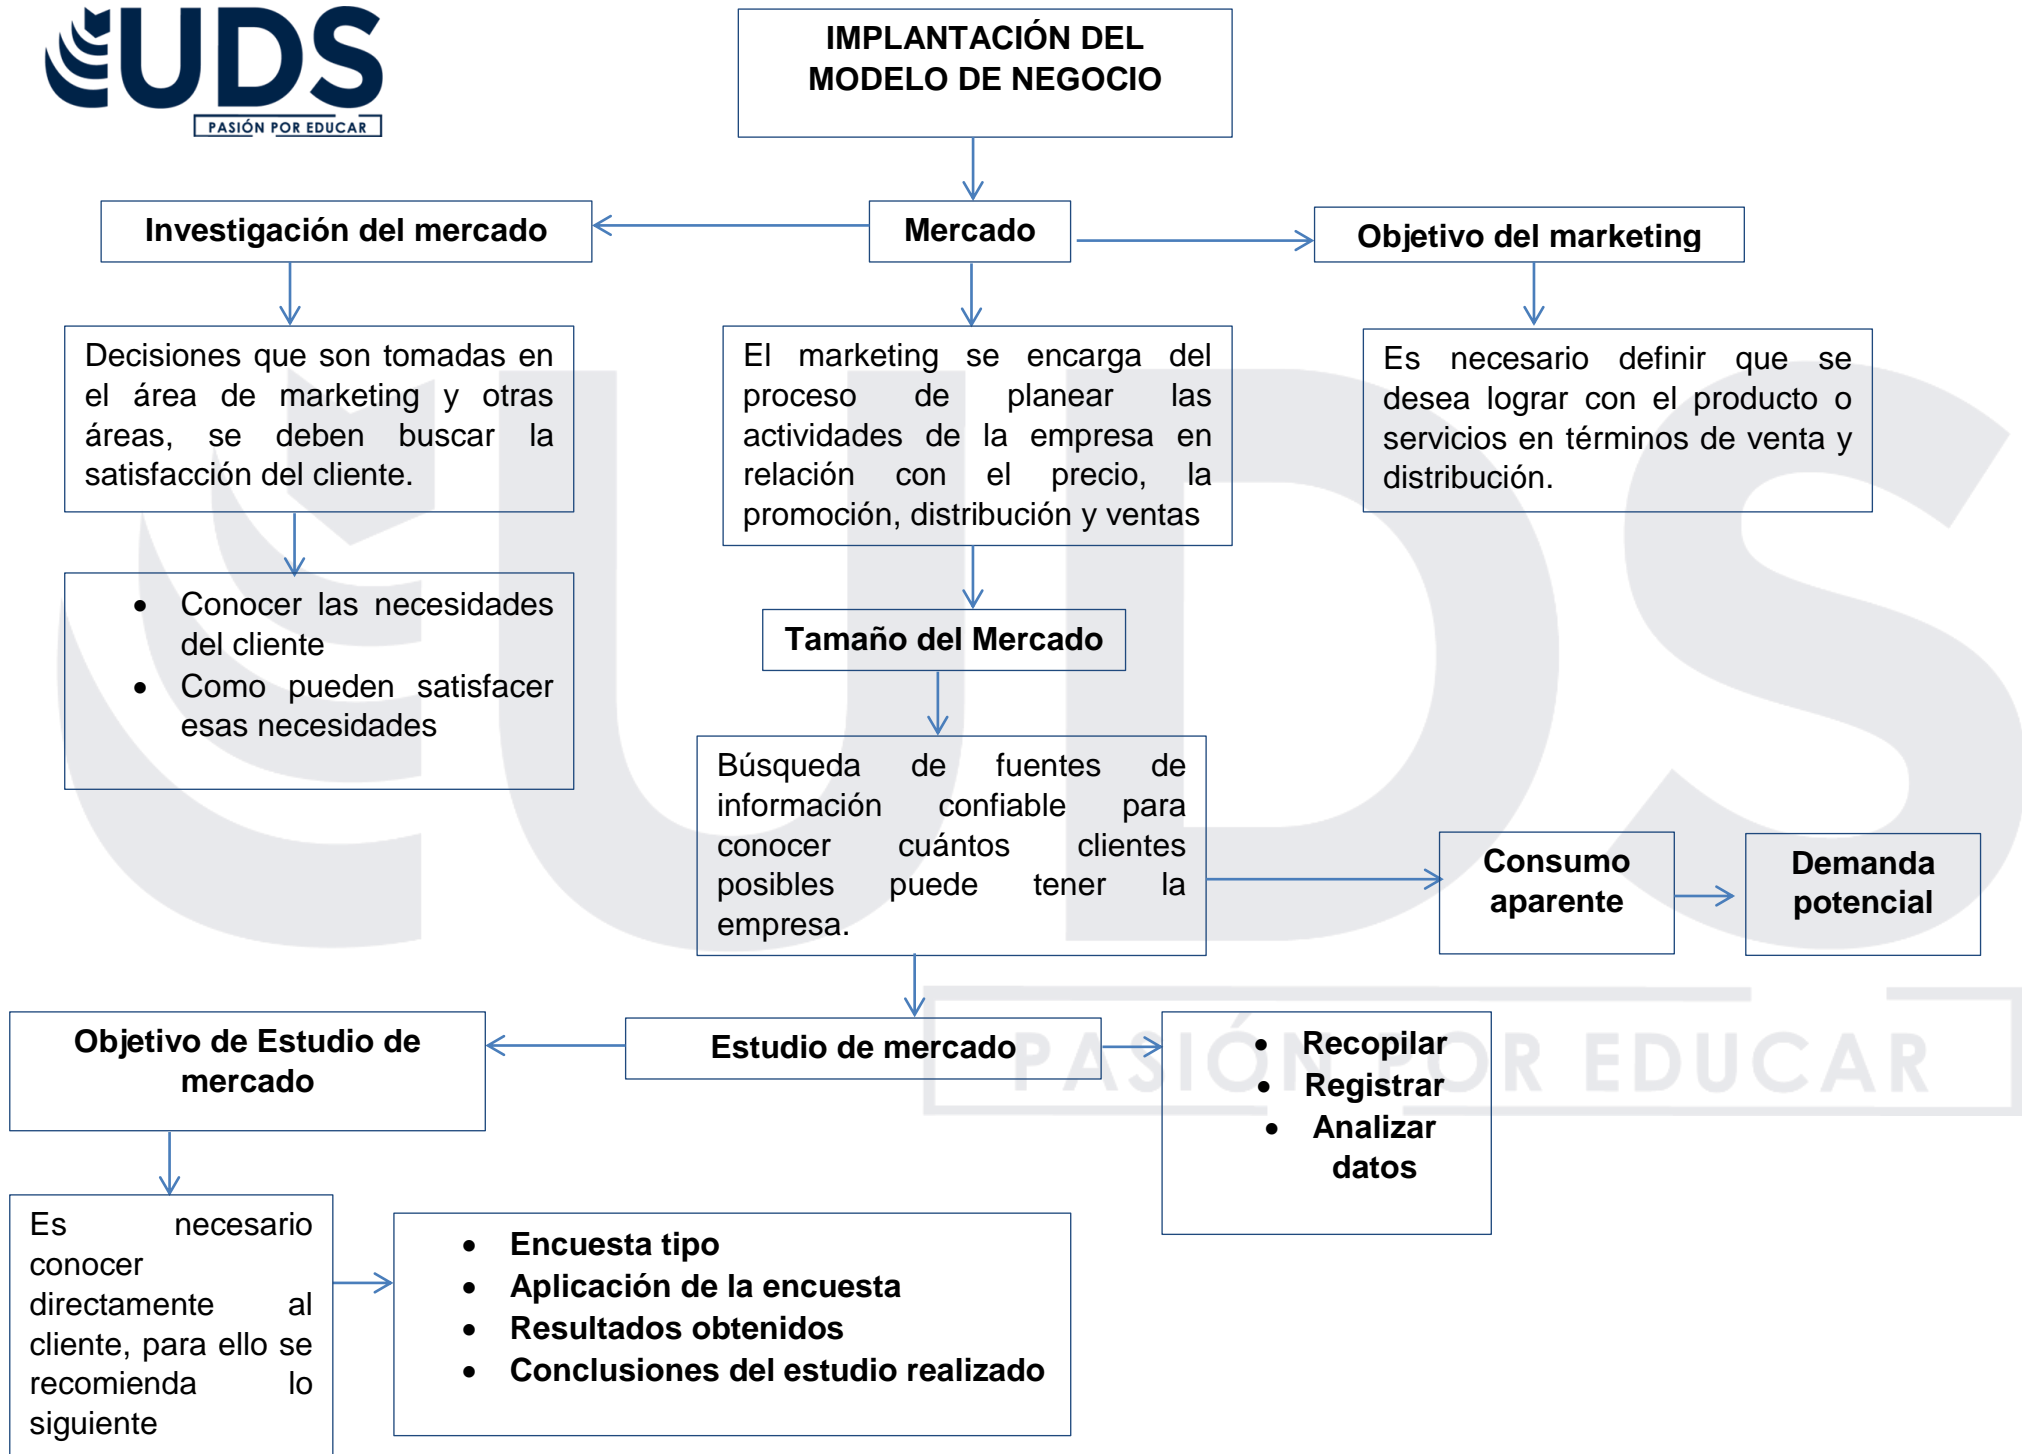 UDS
PASIÓN POR EDUCAR
IMPLANTACIÓN DEL
MODELO DE NEGOCIO
Investigación del mercado
Mercado
Objetivo del marketing
Decisiones que son tomadas en
el área de marketing y otras
áreas, se deben buscar la
satisfacción del cliente.
El marketing se encarga del
proceso de planear las
actividades de la empresa en
relación con el precio, la
promoción, distribución y ventas
Es necesario definir que se
desea lograr con el producto o
servicios en términos de venta y
distribución.
• Conocer las necesidades
del cliente
• Como pueden satisfacer
esas necesidades
Tamaño del Mercado
Búsqueda de fuentes de
información confiable para
conocer cuántos clientes
posibles puede tener la
empresa.
Consumo
aparente
Demanda
potencial
Objetivo de Estudio de
mercado
Estudio de mercado
• Recopilar
• Registrar
• Analizar
datos
Es necesario
conocer
directamente al
cliente, para ello se
recomienda lo
siguiente
• Encuesta tipo
• Aplicación de la encuesta
• Resultados obtenidos
• Conclusiones del estudio realizado
UDS
PASIÓN POR EDUCAR